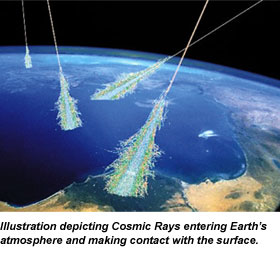 Illustration depicting Cosmic Rays entering Earth's
atmosphere and making contact with the surface.